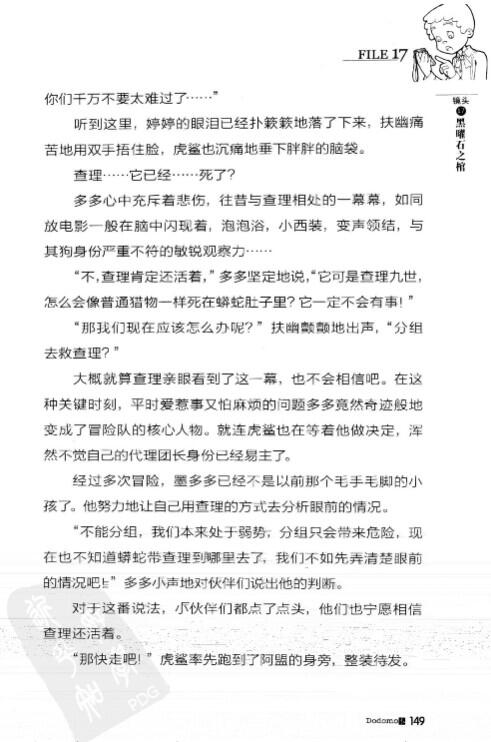 FILE 17
镜头
17
黑曜石之棺
你们千万不要太难过了……”
听到这里，婷婷的眼泪已经扑簌簌地落了下来，扶幽痛
苦地用双手捂住脸，虎鲨也沉痛地垂下胖胖的脑袋。
查理……它已经……死了？
多多心中充斥着悲伤，往昔与查理相处的一幕幕，如同
放电影一般在脑中闪现着，泡泡浴，小西装，变声领结，与
其狗身份严重不符的敏锐观察力……
“不，查理肯定还活着，”多多坚定地说，“它可是查理九世，
怎么会像普通猎物一样死在蟒蛇肚子里？它一定不会有事！”
“那我们现在应该怎么办呢？”扶幽颤颤地出声，“分组
去救查理？”
大概就算查理亲眼看到了这一幕，也不会相信吧。在这
种关键时刻，平时爱惹事又怕麻烦的问题多多竟然奇迹般地
变成了冒险队的核心人物。就连虎鲨也在等着他做决定，浑
然不觉自己的代理团长身份已经易主了。
经过多次冒险，墨多多已经不是以前那个毛手毛脚的小
孩了。他努力地让自己用查理的方式去分析眼前的情况。
“不能分组，我们本来处于弱势，分组只会带来危险，现
在也不知道蟒蛇带查理到哪里去了，我们不如先弄清楚眼前
的情况吧！”多多小声地对伙伴们说出他的判断。
对于这番说法，小伙伴们都点了点头，他们也宁愿相信
查理还活着。
“那快走吧！”虎鲨率先跑到了阿盟的身旁，整装待发。
PDG
Dodomo 149